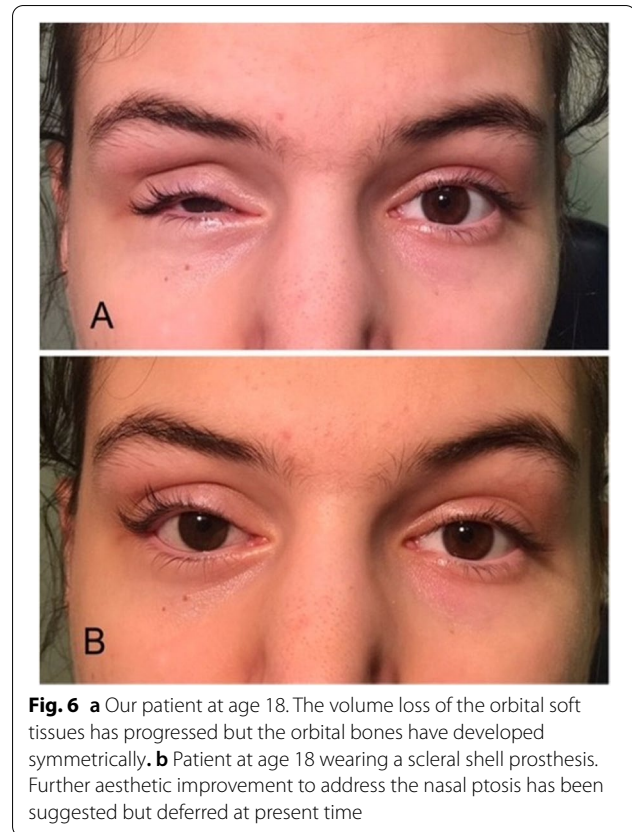 A
B
Fig. 6 a Our patient at age 18. The volume loss of the orbital soft
tissues has progressed but the orbital bones have developed
symmetrically. b Patient at age 18 wearing a scleral shell prosthesis.
Further aesthetic improvement to address the nasal ptosis has been
suggested but deferred at present time